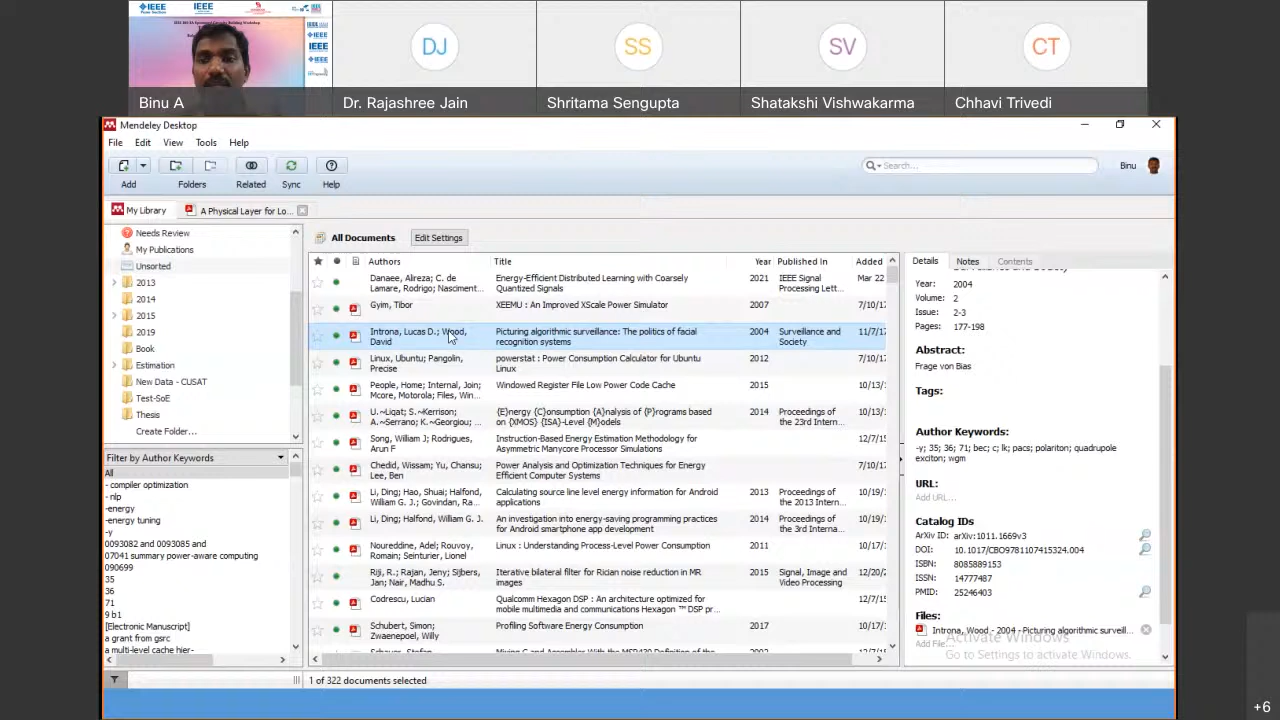 IEEE
IEEE
DJ
SS
SV
CT
Binu A
Dr. Rajashree Jain
Shritama Sengupta
Shatakshi Vishwakarma
Chhavi Trivedi
Mendeley Desktop
File Edit View Tools Help
Add Folders Related Sync Help
Search...
Binu
My Library
A Physical Layer for Lo...
Needs Review
My Publications
Unsorted
2013
2014
2015
2019
Book
Estimation
New Data - CUSAT
Test-SoE
Thesis
Create Folder...
Filter by Author Keywords
All
- compiler optimization
- nlp
-energy
-energy tuning
-y
0093082 and 0093085 and
07041 summary power-aware computing
090699
35
36
71
9 b1
[Electronic Manuscript]
a grant from gsrc
a multi-level cache hier-
All Documents Edit Settings
Authors Title Year Published In Added
Danaee, Alireza; C. de Energy-Efficient Distributed Learning with Coarsely 2021 IEEE Signal Mar 22
Lamare, Rodrigo; Nasciment... Quantized Signals Processing Lett...
Gyim, Tibor XEEMU : An Improved XScale Power Simulator 2007 7/10/1
Introna, Lucas D.; Wood, Picturing algorithmic surveillance: The politics of facial 2004 Surveillance and 11/7/1
David recognition systems Society
Linux, Ubuntu; Pangolin, powerstat : Power Consumption Calculator for Ubuntu 2012 7/10/1
Precise Linux
People, Home; Internal, Join; Windowed Register File Low Power Code Cache 2015 10/13/
Mcore, Motorola; Files, Win...
U.~Liqat; S.~Kerrison; {E}nergy {C}onsumption {A}nalysis of {P}rograms based 2014 Proceedings of 10/13/
A.~Serrano; K.~Georgiou; ... on {XMOS} {ISA}-Level {M}odels the 23rd Intern...
Song, William J; Rodrigues, Instruction-Based Energy Estimation Methodology for 12/7/1
Arun F Asymmetric Manycore Processor Simulations
Chedid, Wissam; Yu, Chansu; Power Analysis and Optimization Techniques for Energy 7/10/1
Lee, Ben Efficient Computer Systems
Li, Ding; Hao, Shuai; Halfond, Calculating source line level energy information for Android 2013 Proceedings of 10/19/
William G. J.; Govindan, Ra... applications the 2013 Intern...
Li, Ding; Halfond, William G. J. An investigation into energy-saving programming practices 2014 Proceedings of 10/19/
for Android smartphone app development the 3rd Interna...
Noureddine, Adel; Rouvoy, Linux : Understanding Process-Level Power Consumption 2011 10/17/
Romain; Seinturier, Lionel
Riji, R.; Rajan, Jeny; Sijbers, Iterative bilateral filter for Rician noise reduction in MR 2015 Signal, Image and 12/20/
Jan; Nair, Madhu S. images Video Processing
Codrescu, Lucian Qualcomm Hexagon DSP : An architecture optimized for 12/7/1
mobile multimedia and communications Hexagon ™ DSP pr...
Schubert, Simon; Profiling Software Energy Consumption 2017 10/17/
Zwaenepoel, Willy
Details Notes Contents
Surveillance and Society
Year: 2004
Volume: 2
Issue: 2-3
Pages: 177-198
Abstract:
Frage von Bias
Tags:
Author Keywords:
-y; 35; 36; 71; bec; c; lk; pacs; polariton; quadrupole
exciton; wgm
URL:
Add URL...
Catalog IDs
ArXiv ID: arXiv:1011.1669v3
DOI: 10.1017/CBO9781107415324.004
ISBN: 8085889153
ISSN: 14777487
PMID: 25246403
Files:
Introna, Wood - 2004 - Picturing algorithmic surveill...
Add File...
Activate Windows
Go to Settings to activate Windows.
1 of 322 documents selected
+6